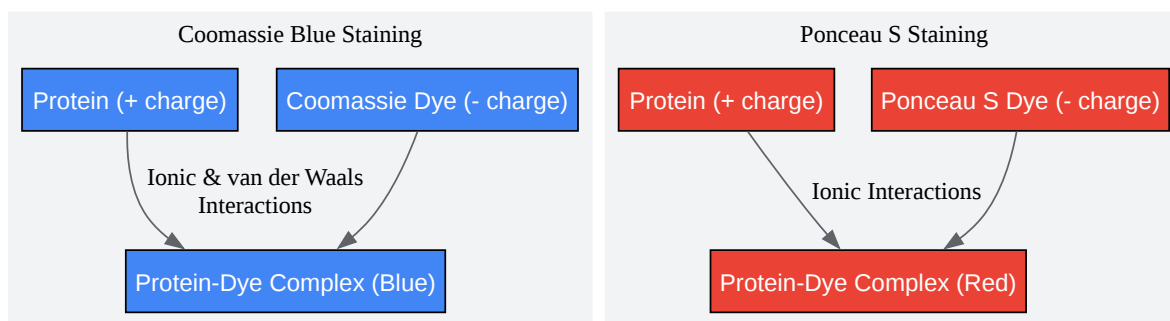 Coomassie Blue Staining
Protein (+ charge)
Coomassie Dye (- charge)
Ionic & van der Waals
Interactions
Protein-Dye Complex (Blue)
Ponceau S Staining
Protein (+ charge)
Ponceau S Dye (- charge)
Ionic Interactions
Protein-Dye Complex (Red)